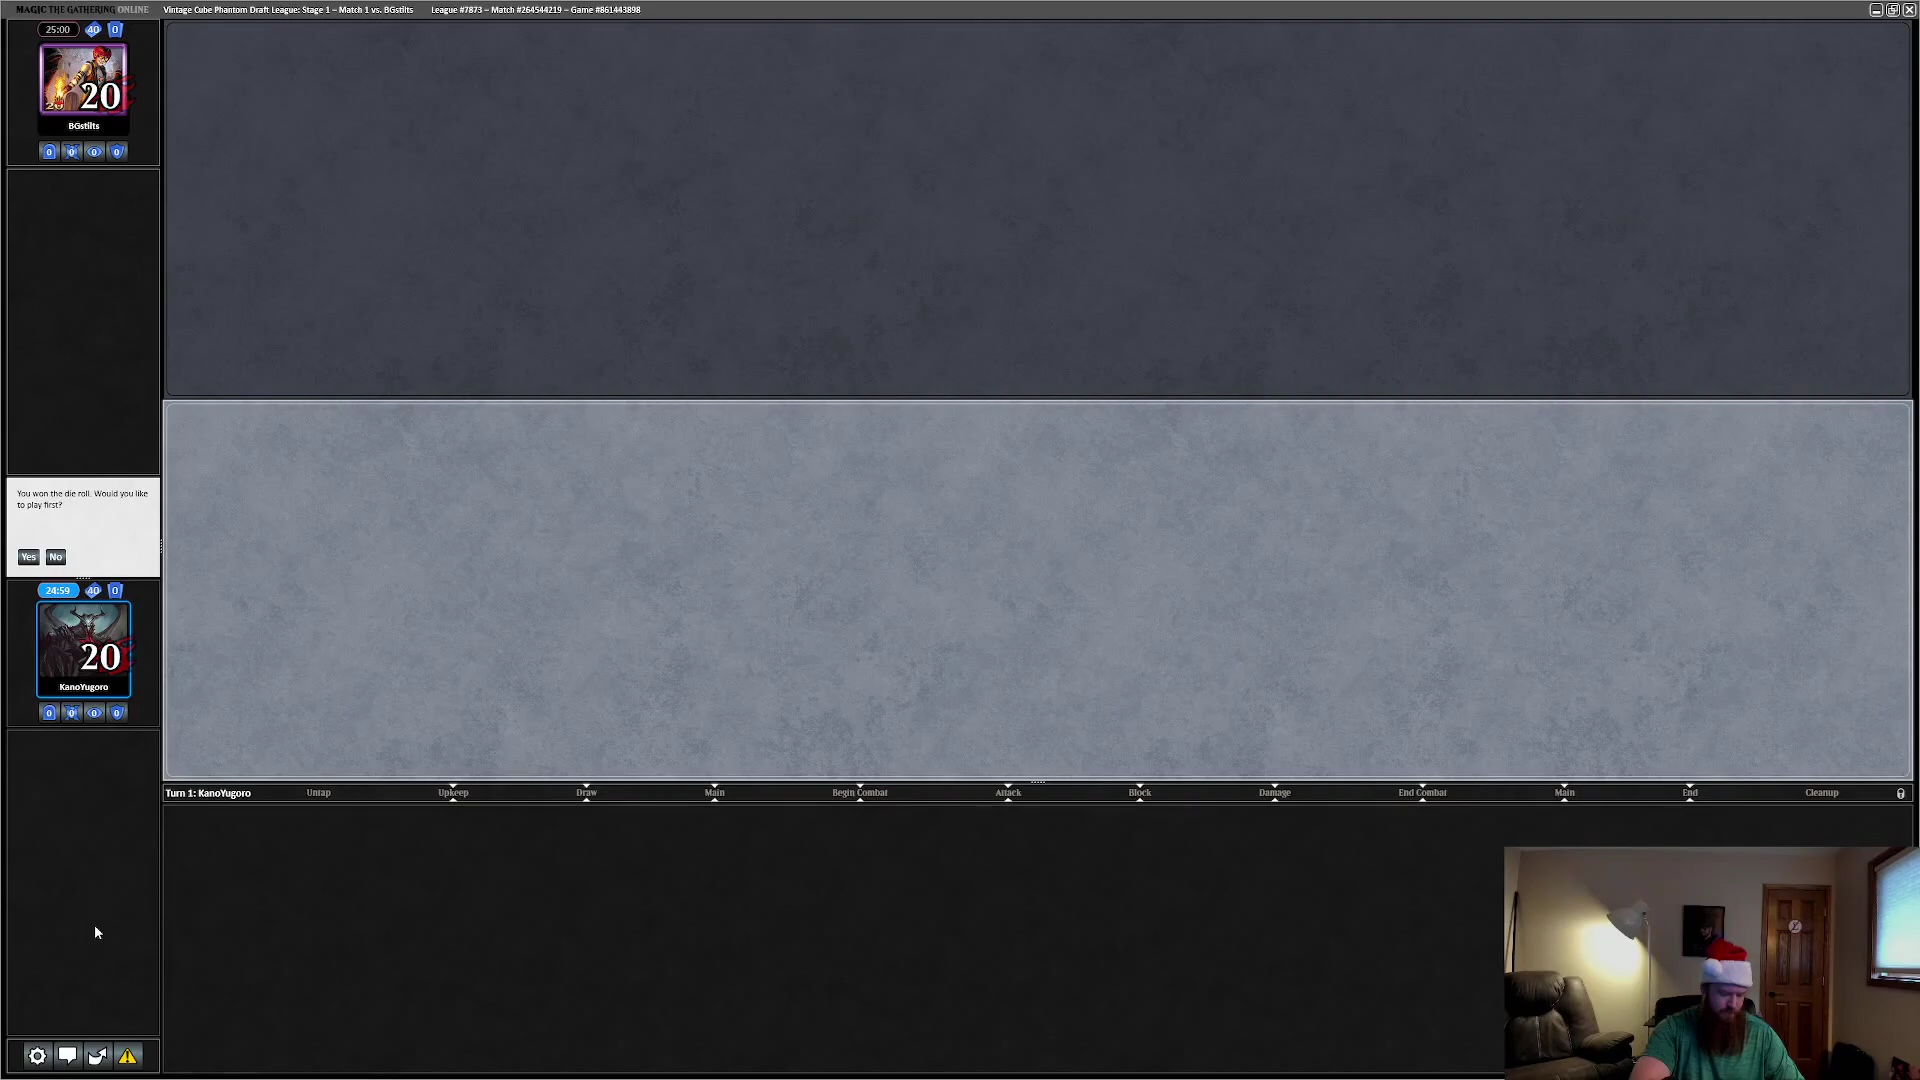 MAGIC THE GATHERING ONLINE
Vintage Cube Phantom Draft League: Stage 1 – Match 1 vs. BGstilts
League #7873 – Match #264544219 – Game #861443898
25:00 40 0
20
BGstilts
0 0 0 0
You won the die roll. Would you like
to play first?
Yes No
24:59 40 0
20
KanoYugoro
0 0 0 0
Turn 1: KanoYugoro
Untap
Upkeep
Draw
Main
Begin Combat
Attack
Block
Damage
End Combat
Main
End
Cleanup